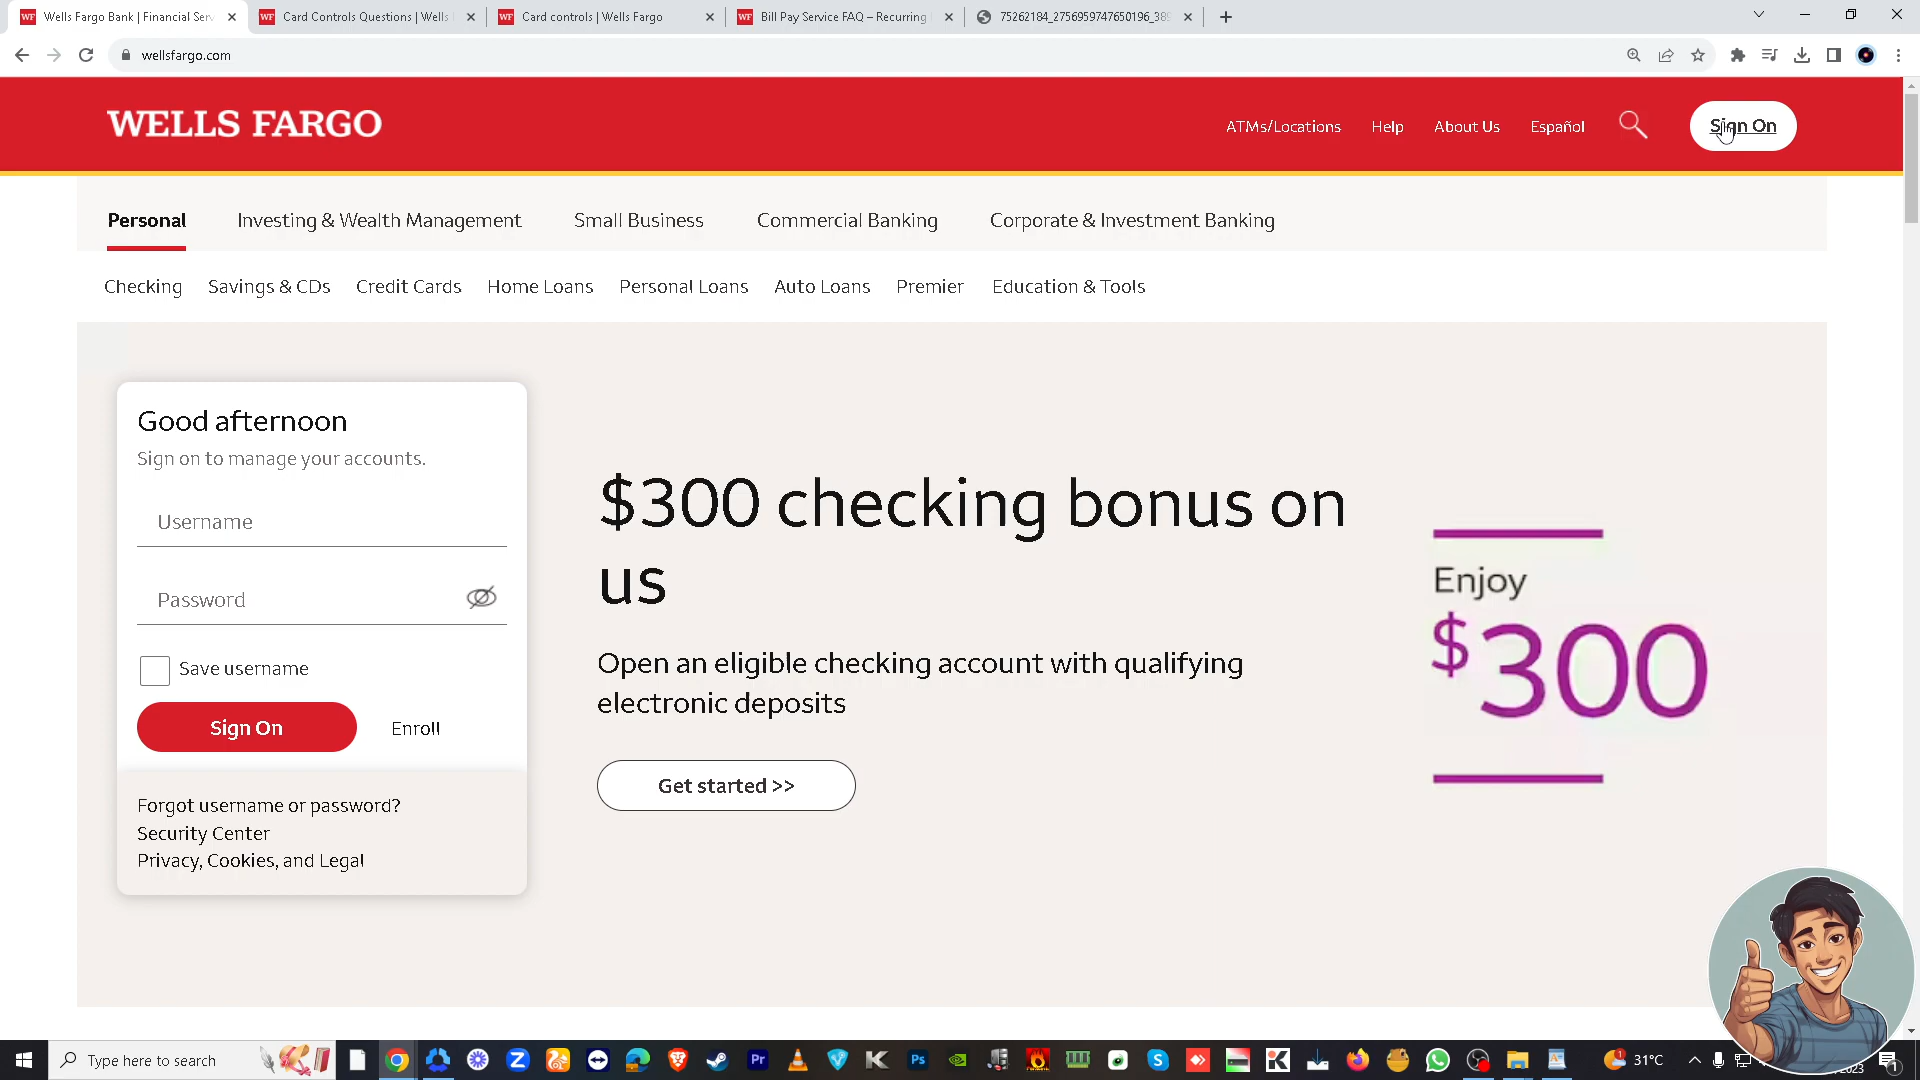 Wells Fargo Bank | Financial Serv
Card Controls Questions | Wells
Card controls | Wells Fargo
Bill Pay Service FAQ – Recurring
75262184_2756959747650196_389
wellsfargo.com
WELLS FARGO
ATMs/Locations
Help
About Us
Español
Sign On
Personal
Investing & Wealth Management
Small Business
Commercial Banking
Corporate & Investment Banking
Checking
Savings & CDs
Credit Cards
Home Loans
Personal Loans
Auto Loans
Premier
Education & Tools
Good afternoon
Sign on to manage your accounts.
Username
Password
Save username
Sign On
Enroll
Forgot username or password?
Security Center
Privacy, Cookies, and Legal
$300 checking bonus on
us
Open an eligible checking account with qualifying
electronic deposits
Get started >>
Enjoy
$300
Type here to search
31°C